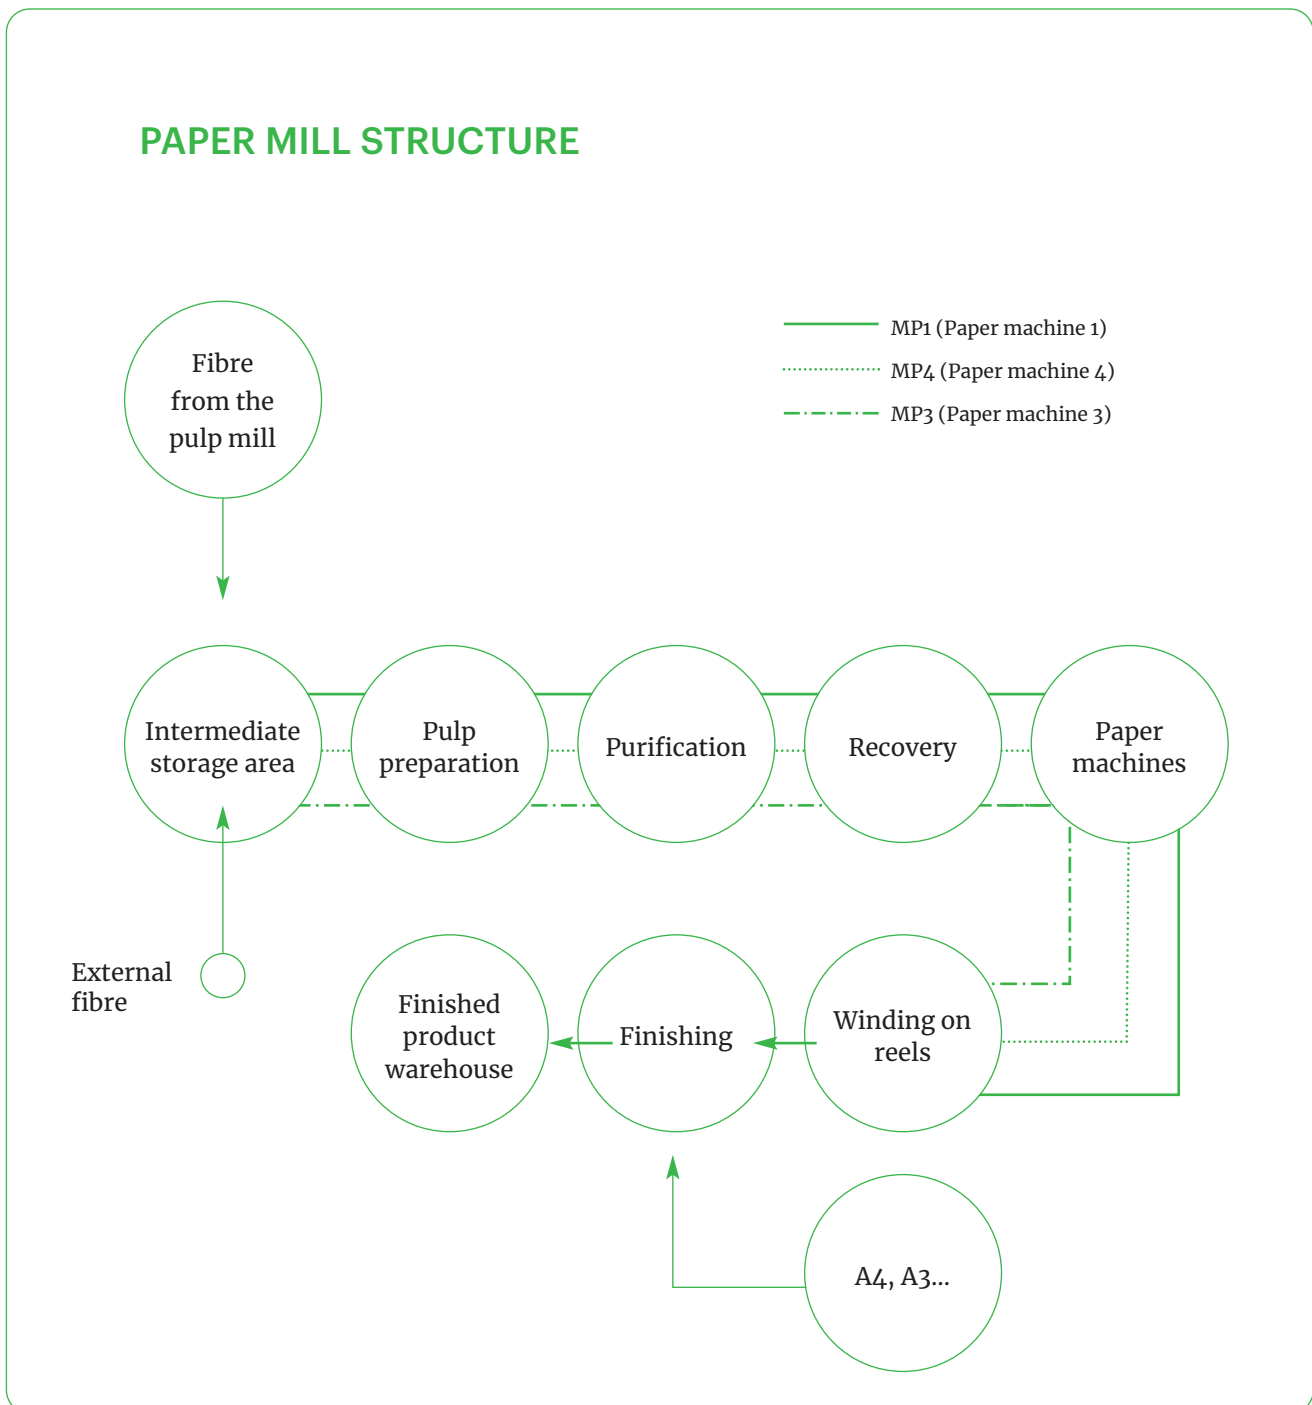 PAPER MILL STRUCTURE
Fibre
from the
pulp mill
MP1 (Paper machine 1)
MP4 (Paper machine 4)
MP3 (Paper machine 3)
Intermediate
storage area
Pulp
preparation
Purification
Recovery
Paper
machines
External
fibre
Finished
product
warehouse
Finishing
Winding on
reels
A4, A3...